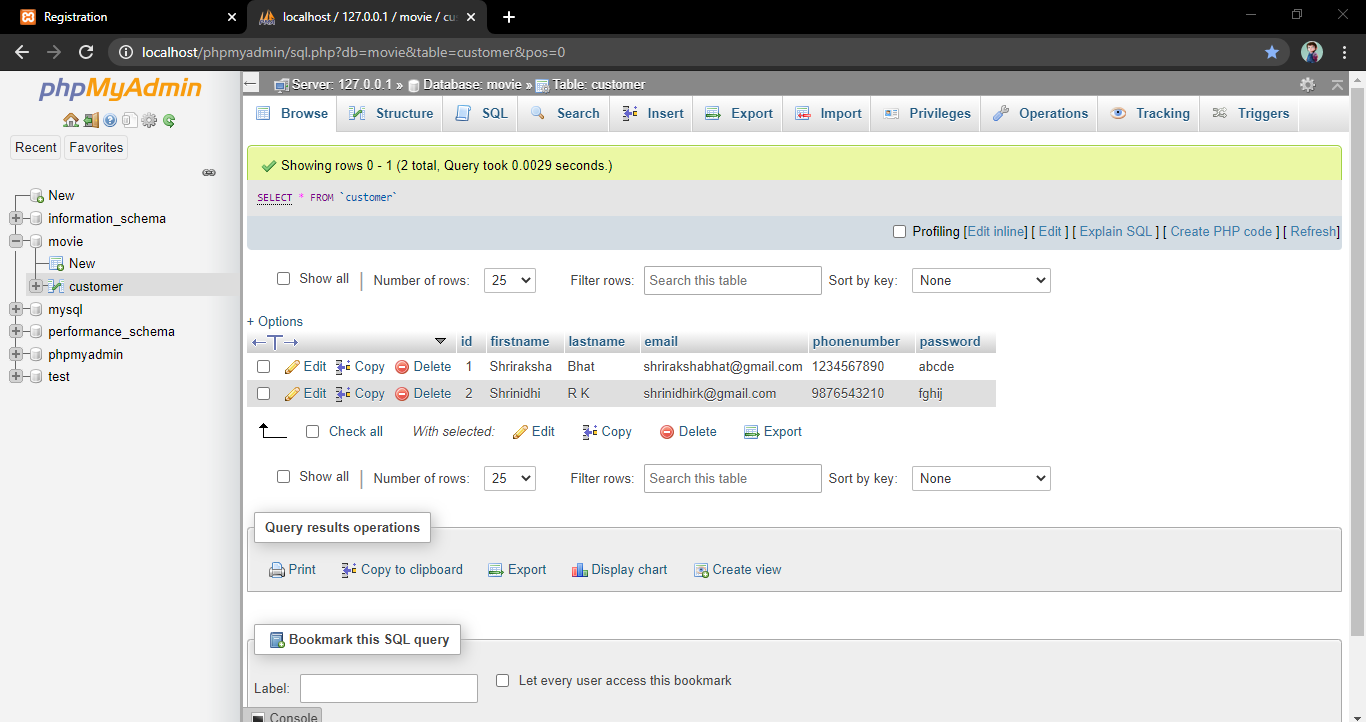 Registration
localhost / 127.0.0.1 / movie / cu
localhost/phpmyadmin/sql.php?db=movie&table=customer&pos=0
phpMyAdmin
Recent Favorites
New
information_schema
movie
New
customer
mysql
performance_schema
phpmyadmin
test
Server: 127.0.0.1 » Database: movie » Table: customer
Browse Structure SQL Search Insert Export Import Privileges Operations Tracking Triggers
Showing rows 0 - 1 (2 total, Query took 0.0029 seconds.)
SELECT * FROM `customer`
Profiling [Edit inline] [ Edit ] [ Explain SQL ] [ Create PHP code ] [ Refresh]
Show all Number of rows: 25 Filter rows: Search this table Sort by key: None
+ Options
←T→ id firstname lastname email phonenumber password
Edit Copy Delete 1 Shriraksha Bhat shrirakshabhat@gmail.com 1234567890 abcde
Edit Copy Delete 2 Shrinidhi R K shrinidhirk@gmail.com 9876543210 fghij
Check all With selected: Edit Copy Delete Export
Show all Number of rows: 25 Filter rows: Search this table Sort by key: None
Query results operations
Print Copy to clipboard Export Display chart Create view
Bookmark this SQL query
Label: Let every user access this bookmark
Console